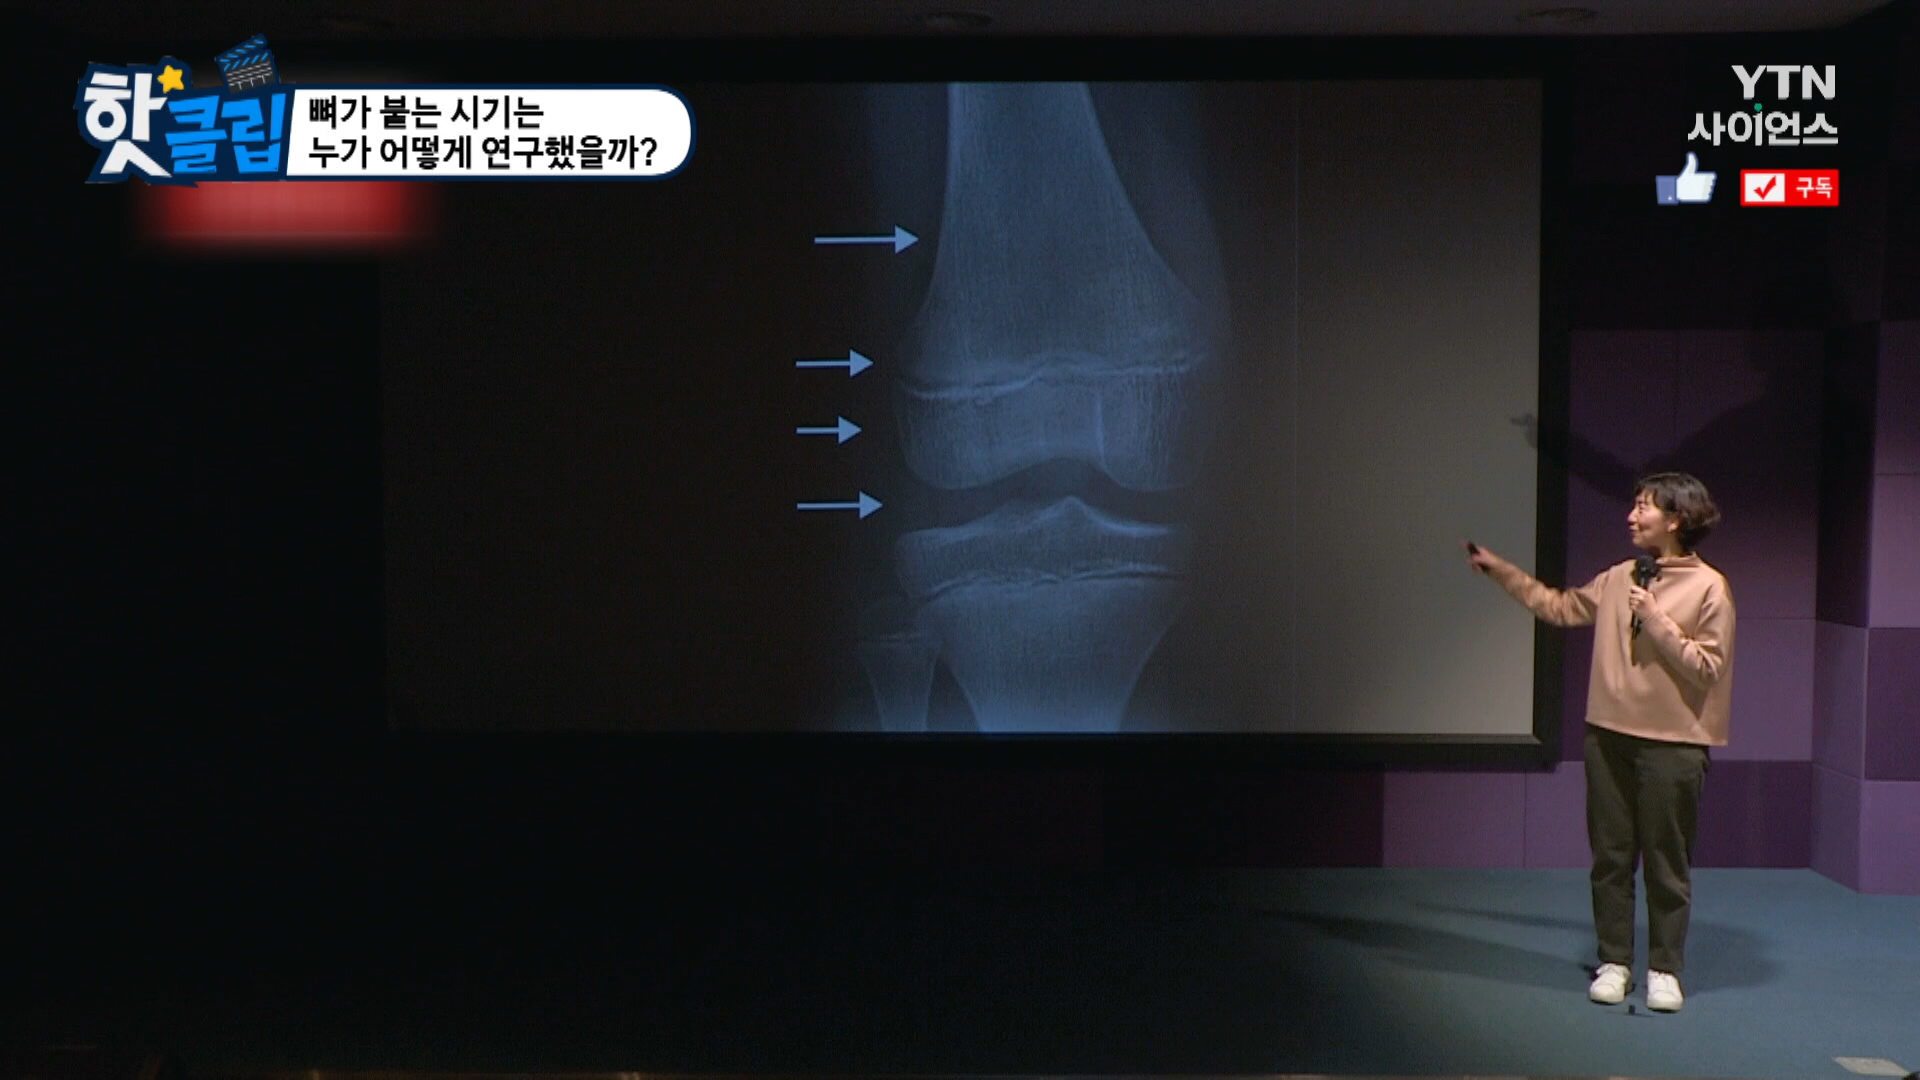 핫클립
뼈가 붙는 시기는
누가 어떻게 연구했을까?
YTN
사이언스
구독